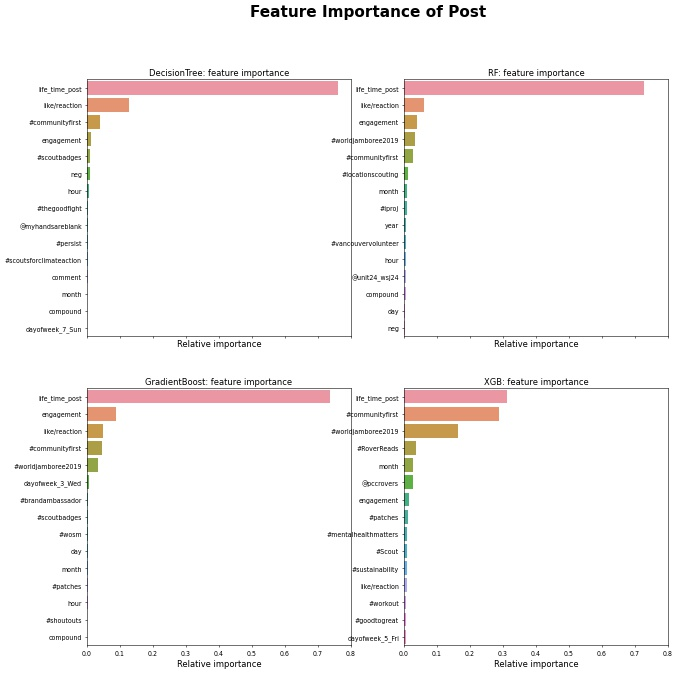 Feature Importance of Post
DecisionTree: feature importance
life_time_post
like/reaction
#communityfirst
engagement
#scoutbadges
neg
hour
#thegoodfight
@myhandsareblank
#persist
#scoutsforclimateaction
comment
month
compound
dayofweek_7_Sun
Relative importance
RF: feature importance
life_time_post
like/reaction
engagement
#worldjamboree2019
#communityfirst
#locationscouting
month
#iproj
year
#vancouvervolunteer
hour
@unit24_wsj24
compound
day
neg
Relative importance
GradientBoost: feature importance
life_time_post
engagement
like/reaction
#communityfirst
#worldjamboree2019
dayofweek_3_Wed
#brandambassador
#scoutbadges
#wosm
day
month
#patches
hour
#shoutouts
compound
0.0 0.1 0.2 0.3 0.4 0.5 0.6 0.7 0.8
Relative importance
XGB: feature importance
life_time_post
#communityfirst
#worldjamboree2019
#RoverReads
month
@pccrovers
engagement
#patches
#mentalhealthmatters
#Scout
#sustainability
like/reaction
#workout
#goodtogreat
dayofweek_5_Fri
0.0 0.1 0.2 0.3 0.4 0.5 0.6 0.7 0.8
Relative importance